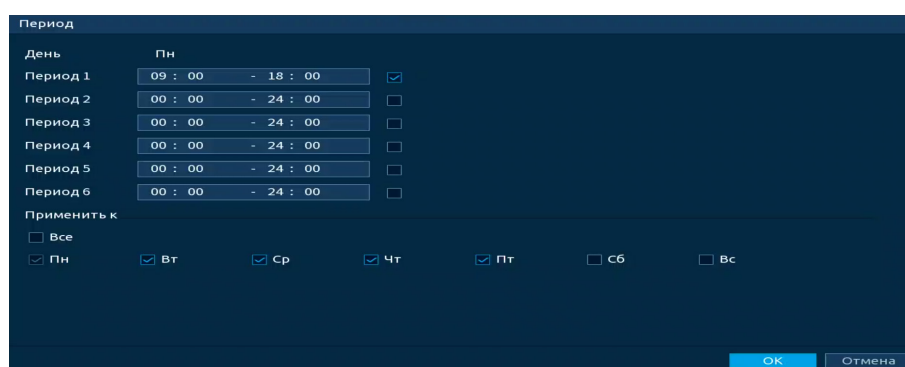 Период
День Пн
Период 1 09 : 00 - 18 : 00
Период 2 00 : 00 - 24 : 00
Период 3 00 : 00 - 24 : 00
Период 4 00 : 00 - 24 : 00
Период 5 00 : 00 - 24 : 00
Период 6 00 : 00 - 24 : 00
Применить к
Все
Пн Вт Ср Чт Пт Сб Вс
OK Отмена